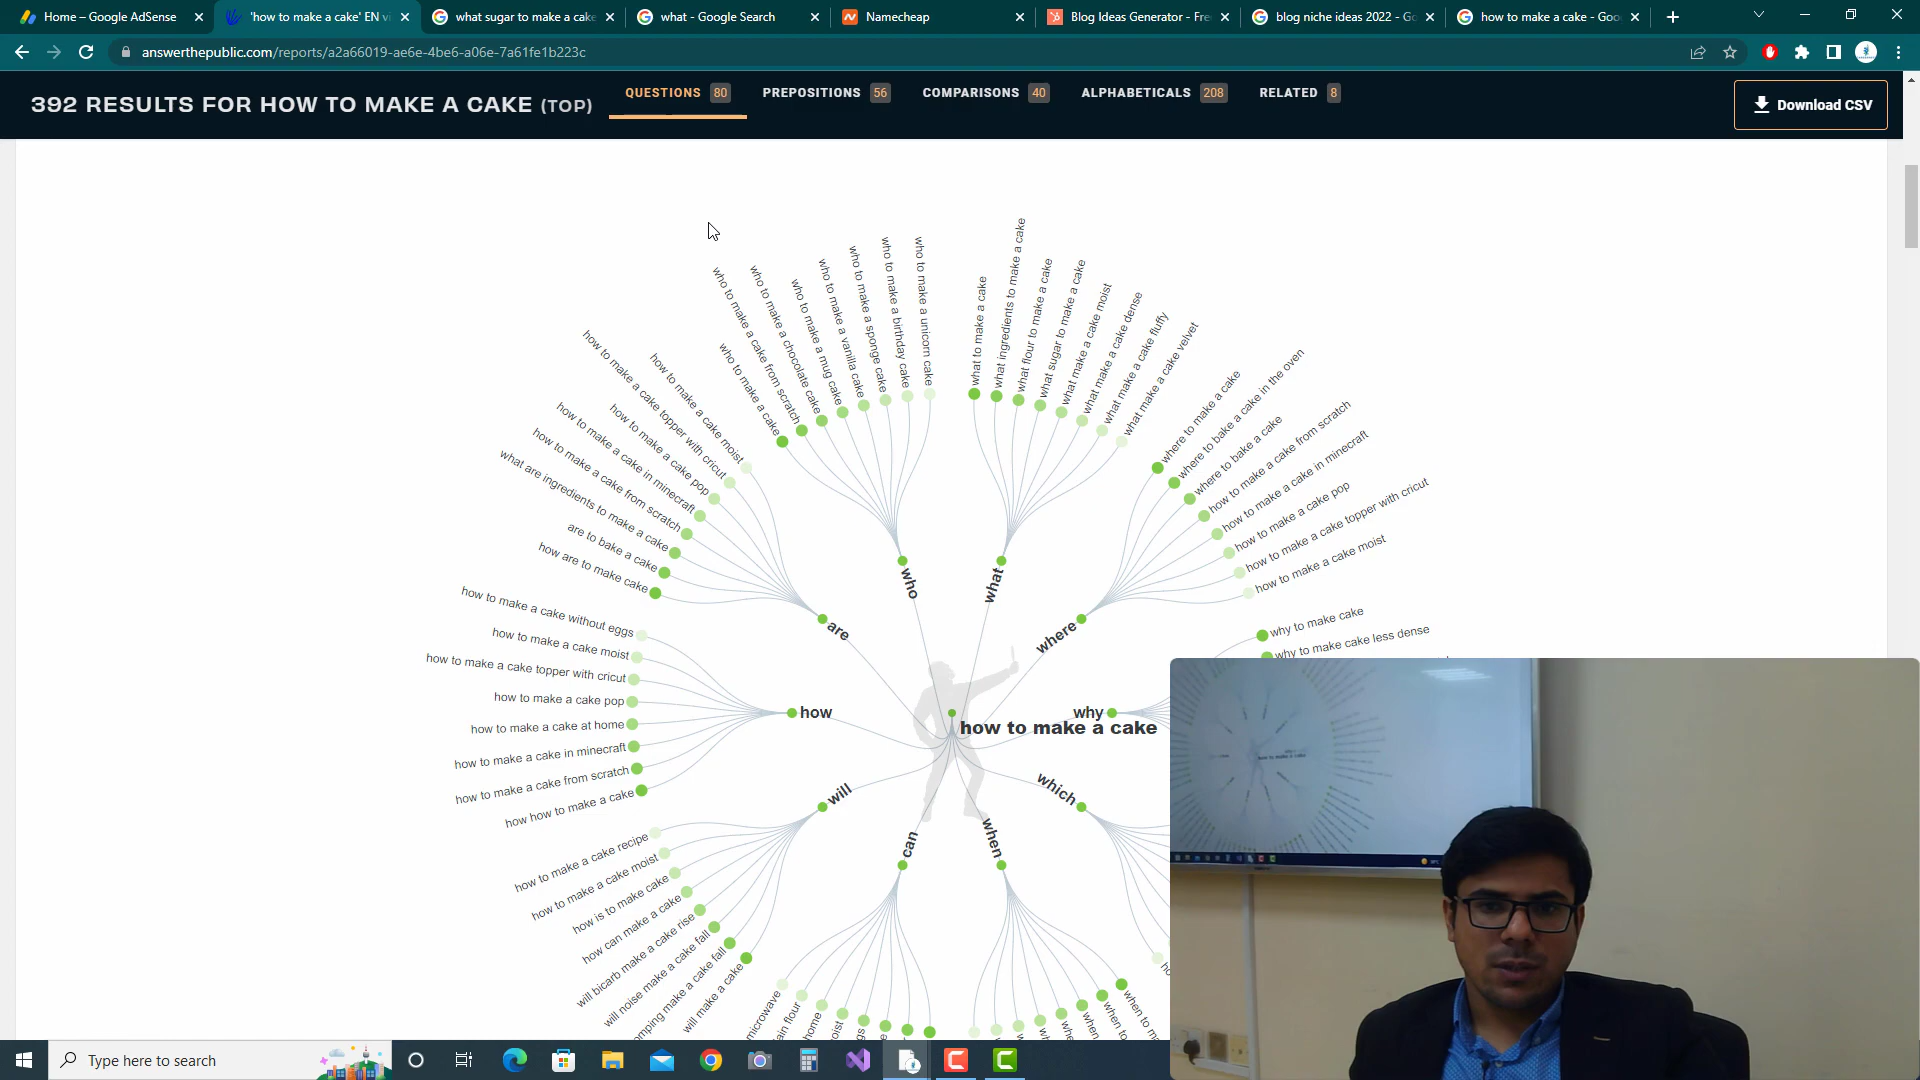 Home – Google AdSense
'how to make a cake' EN vi
what sugar to make a cake
what - Google Search
Namecheap
Blog Ideas Generator - Fre
blog niche ideas 2022 - Go
how to make a cake - Goo
answerthepublic.com/reports/a2a66019-ae6e-4be6-a06e-7a61fe1b223c
392 RESULTS FOR HOW TO MAKE A CAKE (TOP)
QUESTIONS 80
PREPOSITIONS 56
COMPARISONS 40
ALPHABETICALS 208
RELATED 8
Download CSV
who
who to make a cake
who to make a cake from scratch
who to make a chocolate cake
who to make a mug cake
who to make a vanilla cake
who to make a sponge cake
who to make a birthday cake
who to make a unicorn cake
what
what to make a cake
what ingredients to make a cake
what flour to make a cake
what sugar to make a cake
what make a cake moist
what make a cake dense
what make a cake fluffy
what make a cake velvet
where
where to make a cake
where to bake a cake in the oven
where to bake a cake
how to make a cake from scratch
how to make a cake in minecraft
how to make a cake pop
how to make a cake topper with cricut
how to make a cake moist
are
how to make a cake moist
how to make a cake topper with cricut
how to make a cake pop
how to make a cake in minecraft
how to make a cake from scratch
what are ingredients to make a cake
are to bake a cake
how are to make cake
how
how to make a cake without eggs
how to make a cake moist
how to make a cake topper with cricut
how to make a cake pop
how to make a cake at home
how to make a cake in minecraft
how to make a cake from scratch
how how to make a cake
why
why to make cake
why to make cake less dense
how to make a cake
will
how to make a cake recipe
how to make a cake moist
how is to make cake
how can make a cake
will bicarb make a cake rise
will noise make a cake fall
omping make a cake fall
will make a cake
can
microwave
ain flour
home
oist
gs
when
when to ma
when to
when
which
Type here to search